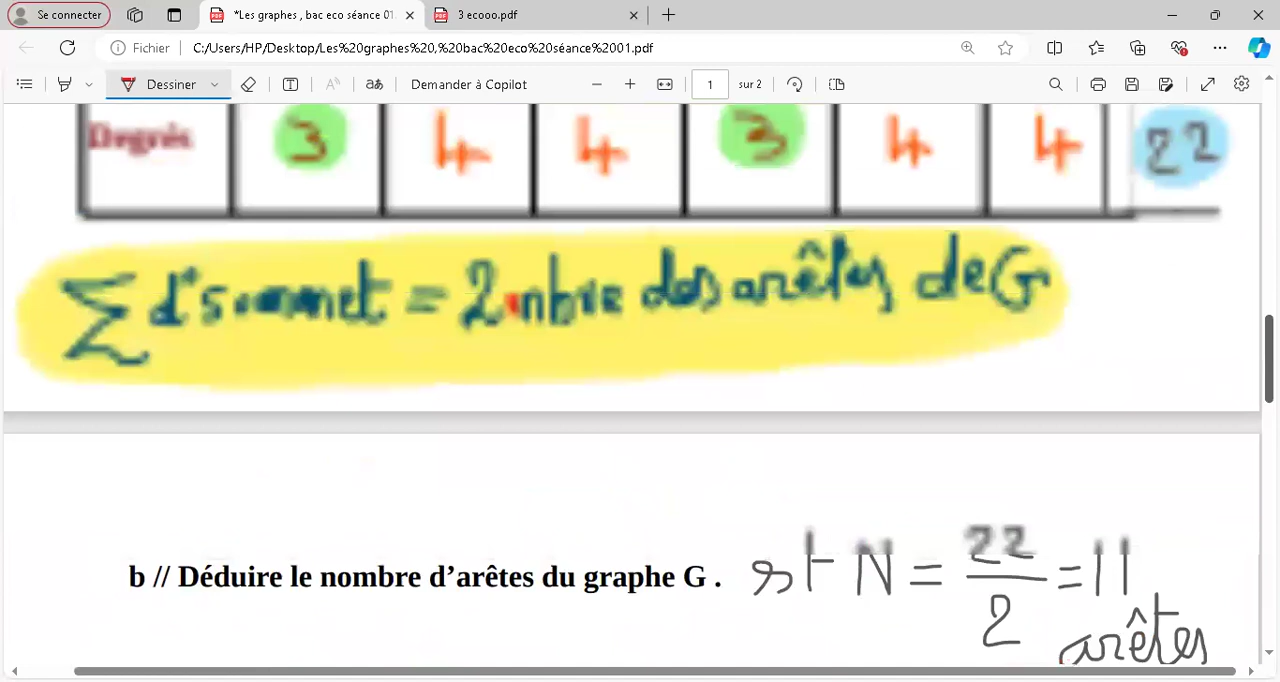 Se connecter
*Les graphes , bac eco séance 01.
3 ecooo.pdf
Fichier C:/Users/HP/Desktop/Les%20graphes%20,%20bac%20eco%20séance%2001.pdf
Dessiner
aあ
Demander à Copilot
1 sur 2
Degrés 3 4 4 3 4 4 22
∑ d°sommet = 2.nbre des arêtes de G
b // Déduire le nombre d’arêtes du graphe G .
N = 22/2 = 11
arêtes